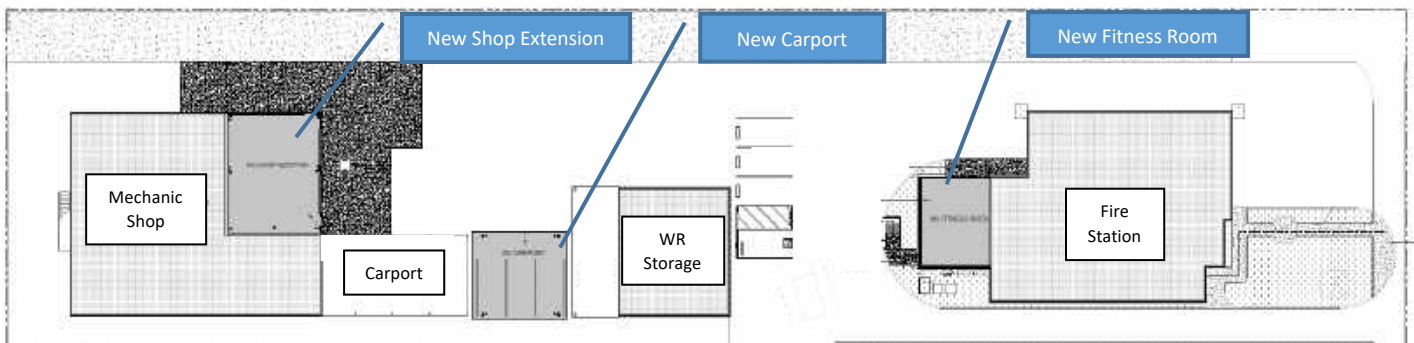 New Shop Extension
New Carport
New Fitness Room
Mechanic
Shop
Carport
WR
Storage
Fire
Station